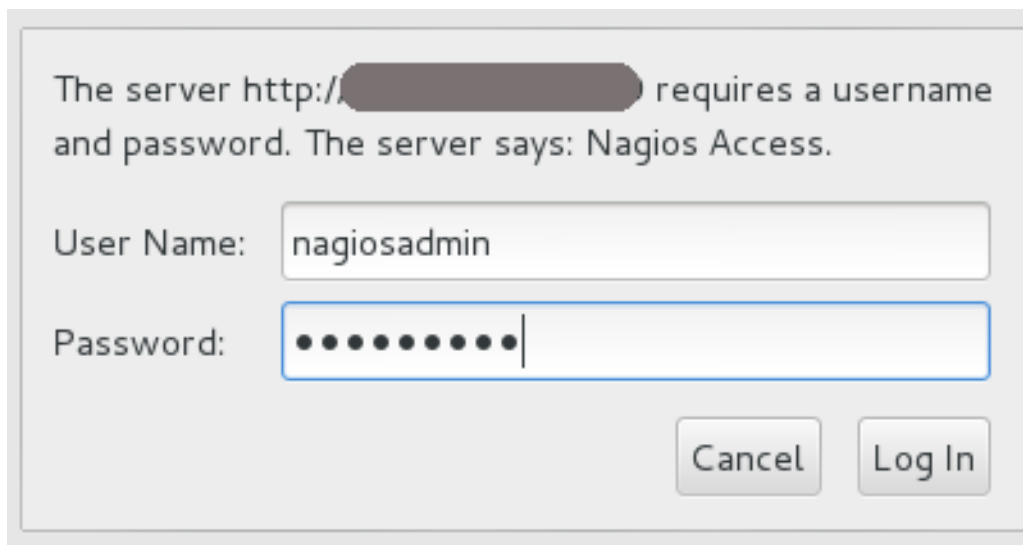 The server http:// requires a username
and password. The server says: Nagios Access.
User Name: nagiosadmin
Password: •••••••••
Cancel Log In